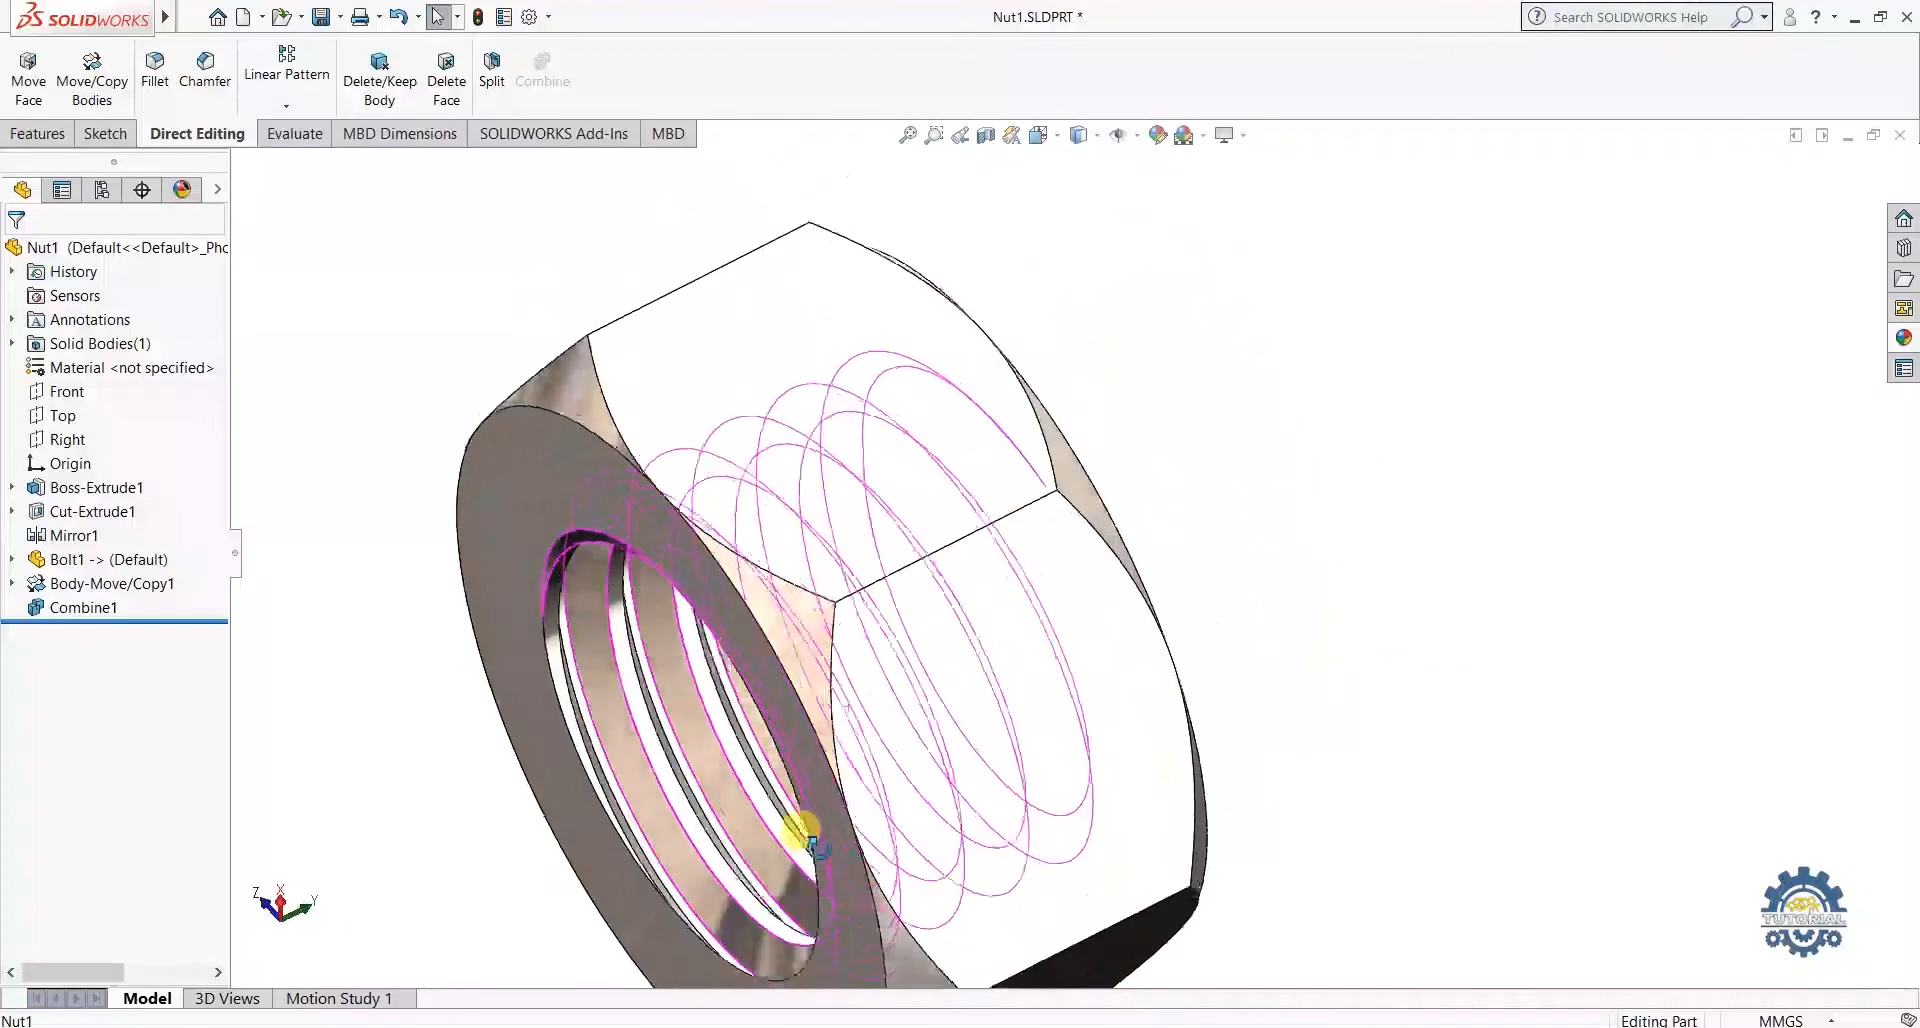 SOLIDWORKS
Nut1.SLDPRT *
Search SOLIDWORKS Help
?
Move Face
Move/Copy Bodies
Fillet
Chamfer
Linear Pattern
Delete/Keep Body
Delete Face
Split
Combine
Features
Sketch
Direct Editing
Evaluate
MBD Dimensions
SOLIDWORKS Add-Ins
MBD
Nut1 (Default<<Default>_Phc
History
Sensors
Annotations
Solid Bodies(1)
Material <not specified>
Front
Top
Right
Origin
Boss-Extrude1
Cut-Extrude1
Mirror1
Bolt1 -> (Default)
Body-Move/Copy1
Combine1
Z X Y
TUTORIAL
Model
3D Views
Motion Study 1
Nut1
Editing Part
MMGS